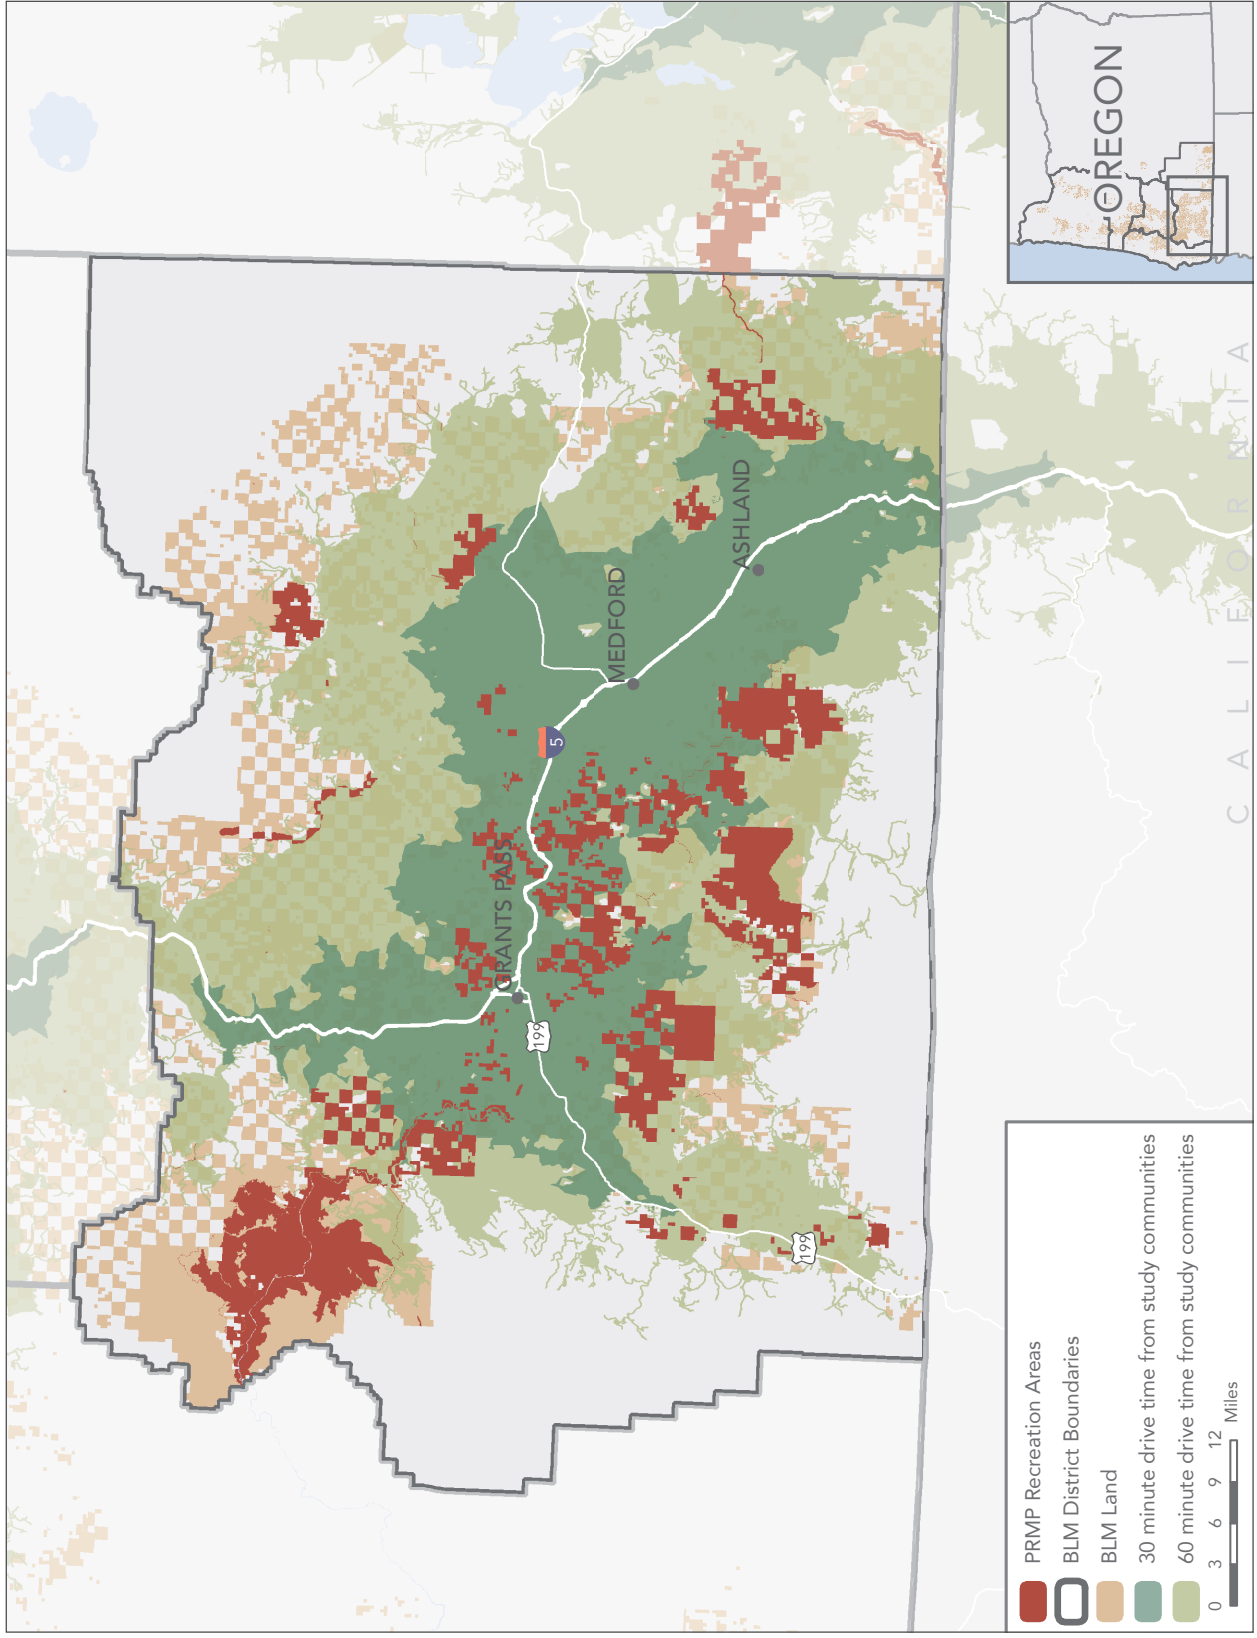 GRANTS PASS
MEDFORD
ASHLAND
5
199
199
CALIFORNIA
OREGON
PRMP Recreation Areas
BLM District Boundaries
BLM Land
30 minute drive time from study communities
60 minute drive time from study communities
0 3 6 9 12
Miles